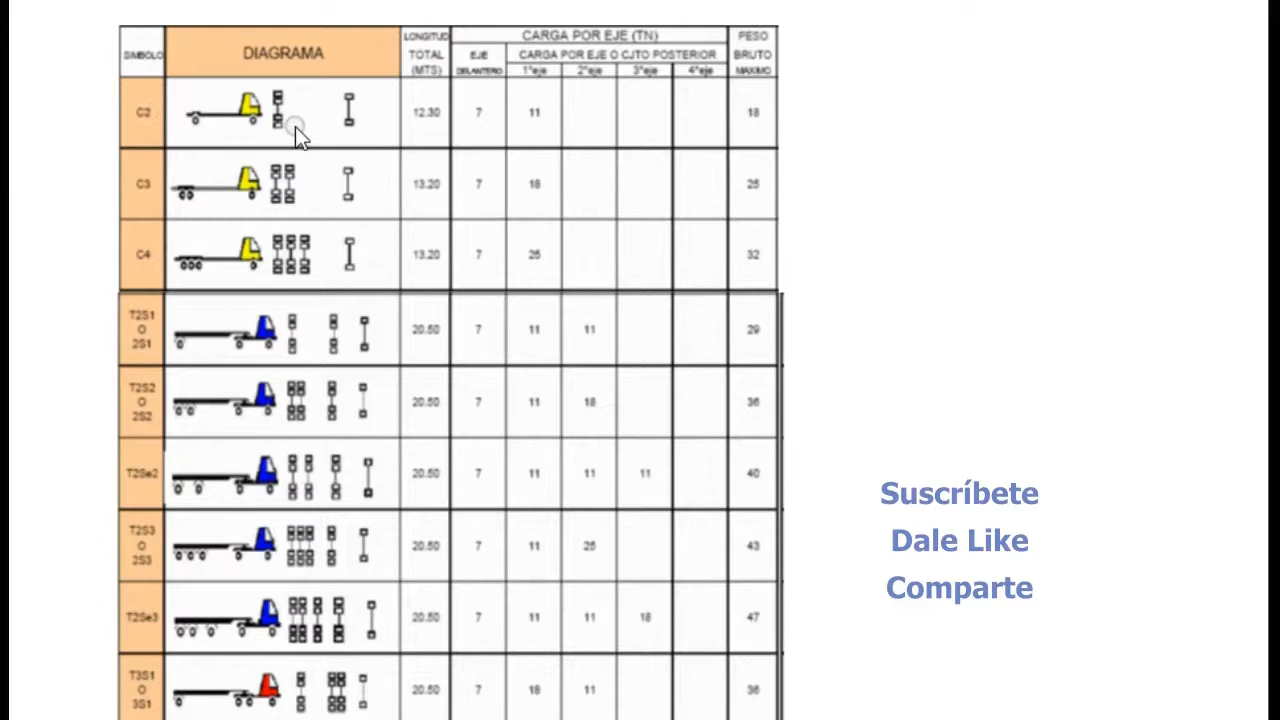 SIMBOLO DIAGRAMA LONGITUD TOTAL (MTS) CARGA POR EJE (TN) PESO BRUTO MAXIMO
EJE DELANTERO CARGA POR EJE O CJTO POSTERIOR
1°eje 2°eje 3°eje 4°eje
C2 12.30 7 11 18
C3 13.20 7 18 25
C4 13.20 7 25 32
T2S1 O 2S1 20.50 7 11 11 29
T2S2 O 2S2 20.50 7 11 18 36
T2Se2 20.50 7 11 11 11 40
T2S3 O 2S3 20.50 7 11 25 43
T2Se3 20.50 7 11 11 18 47
T3S1 O 3S1 20.50 7 18 11 36
Suscríbete
Dale Like
Comparte